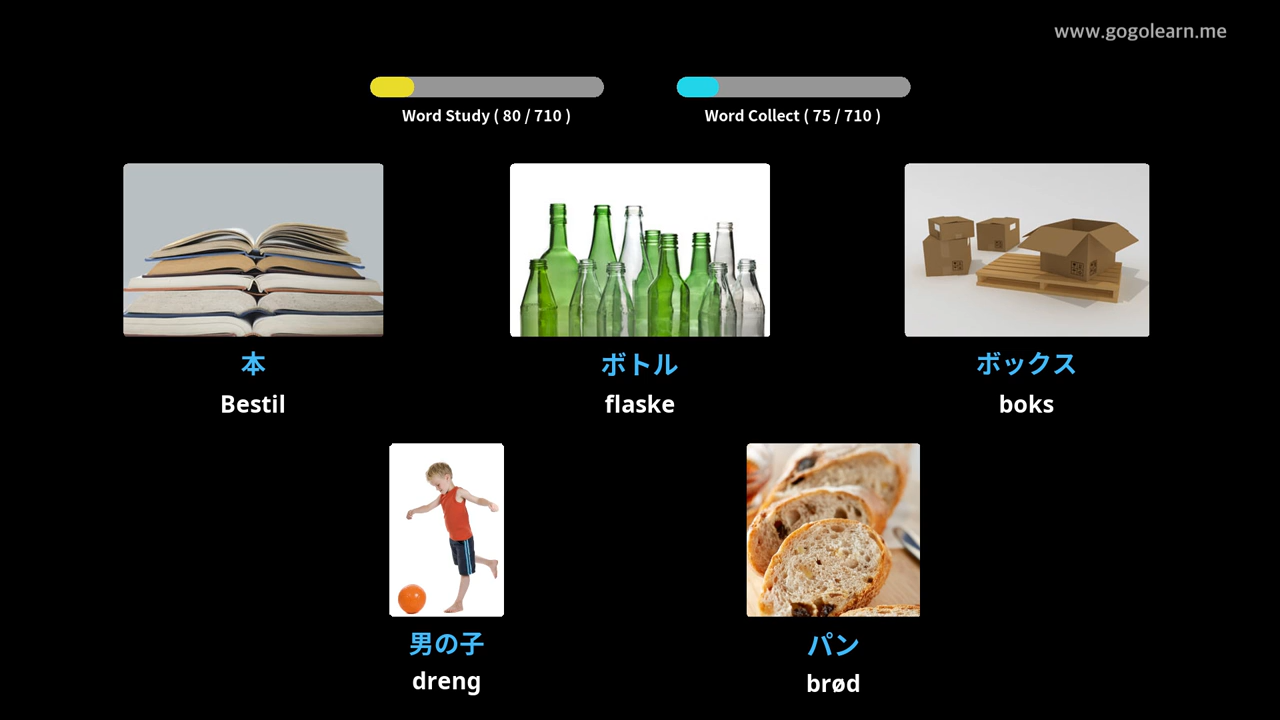 www.gogolearn.me
Word Study ( 80 / 710 )
Word Collect ( 75 / 710 )
本
Bestil
ボトル
flaske
ボックス
boks
男の子
dreng
パン
brød